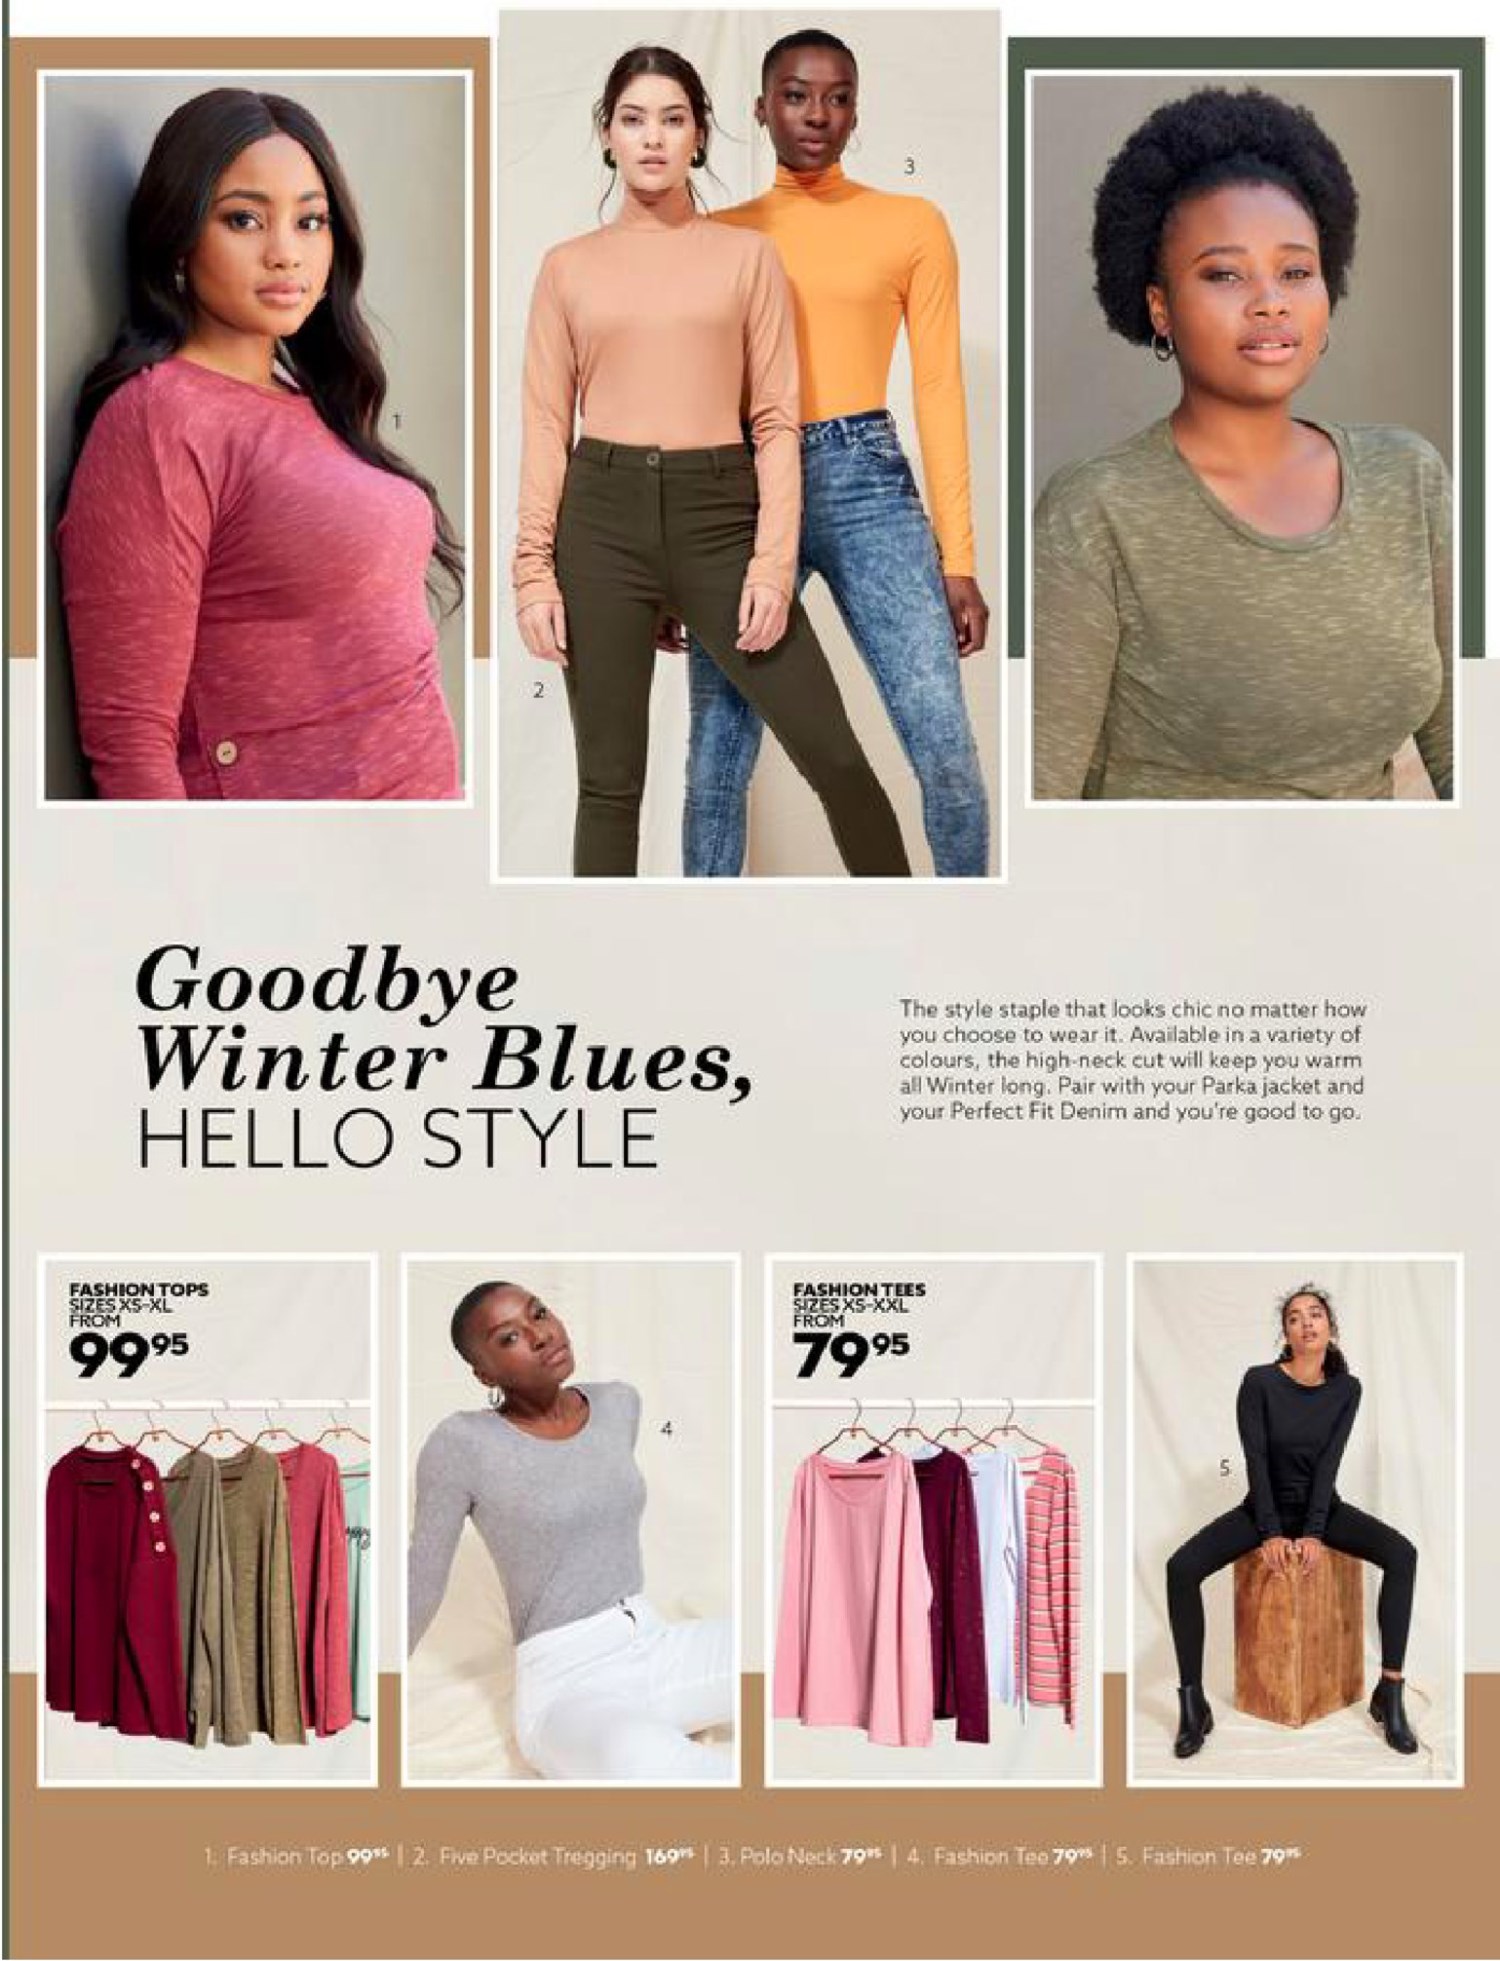 1
2
3
Goodbye
Winter Blues,
HELLO STYLE
The style staple that looks chic no matter how
you choose to wear it. Available in a variety of
colours, the high-neck cut will keep you warm
all Winter long. Pair with your Parka jacket and
your Perfect Fit Denim and you're good to go.
FASHION TOPS
SIZES XS-XL
FROM
99⁹⁵
4
FASHION TEES
SIZES XS-XXL
FROM
79⁹⁵
5
1. Fashion Top 99⁹⁵ | 2. Five Pocket Tregging 169⁹⁵ | 3. Polo Neck 79⁹⁵ | 4. Fashion Tee 79⁹⁵ | 5. Fashion Tee 79⁹⁵